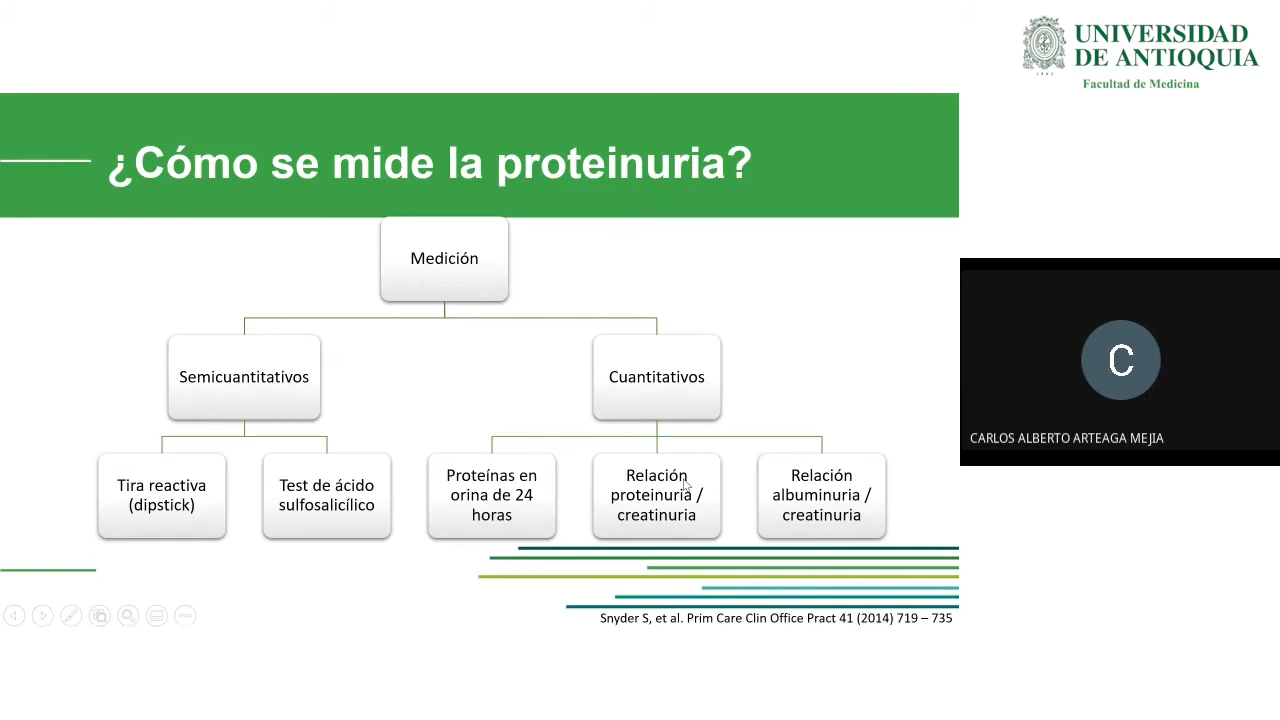 UNIVERSIDAD
DE ANTIOQUIA
1803
Facultad de Medicina
¿Cómo se mide la proteinuria?
Medición
Semicuantitativos
Cuantitativos
Tira reactiva
(dipstick)
Test de ácido
sulfosalicílico
Proteínas en
orina de 24
horas
Relación
proteinuria /
creatinuria
Relación
albuminuria /
creatinuria
Snyder S, et al. Prim Care Clin Office Pract 41 (2014) 719 – 735
C
CARLOS ALBERTO ARTEAGA MEJIA